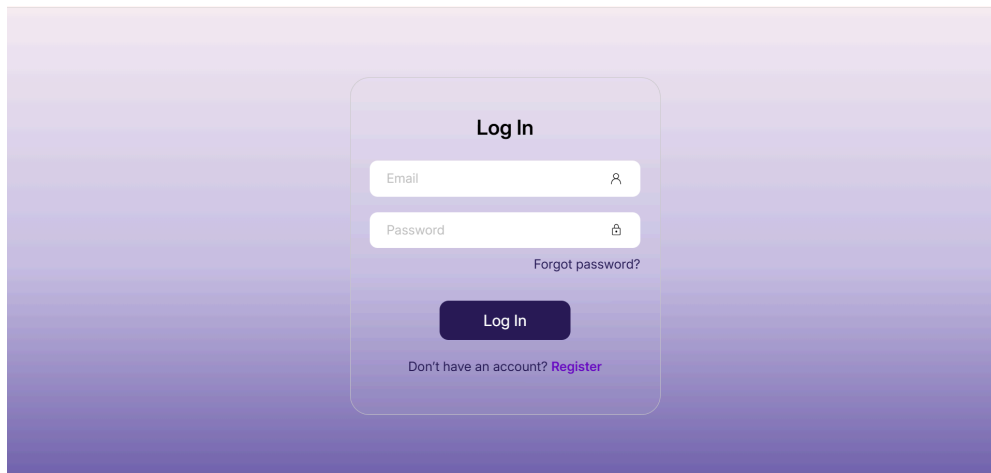 Log In
Email
Password
Forgot password?
Log In
Don't have an account? Register